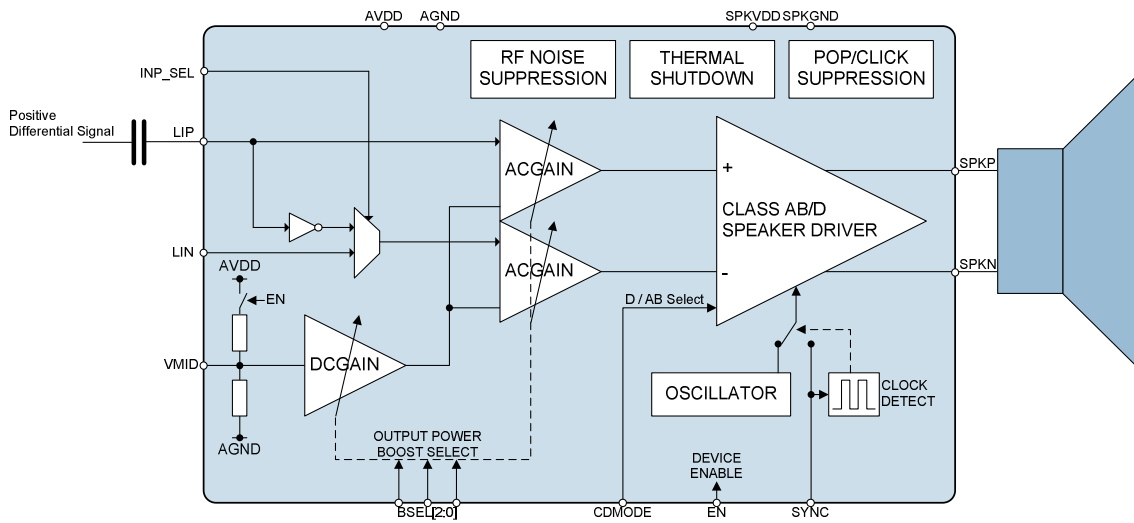 AVDD
AGND
SPKVDD
SPKGND
RF NOISE
SUPPRESSION
THERMAL
SHUTDOWN
POP/CLICK
SUPPRESSION
INP_SEL
Positive
Differential Signal
LIP
ACGAIN
+
SPKP
CLASS AB/D
SPEAKER DRIVER
LIN
AVDD
ACGAIN
-
SPKN
EN
D / AB Select
VMID
DCGAIN
OSCILLATOR
CLOCK
DETECT
AGND
OUTPUT POWER
BOOST SELECT
DEVICE
ENABLE
BSEL[2:0]
CDMODE
EN
SYNC